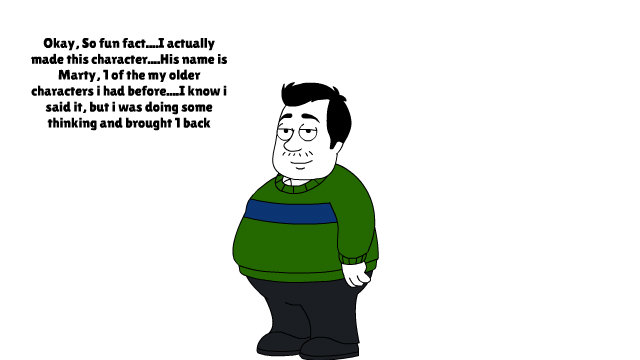 Okay, So fun fact....I actually
made this character....His name is
Marty, 1 of the my older
characters i had before....I know i
said it, but i was doing some
thinking and brought 1 back